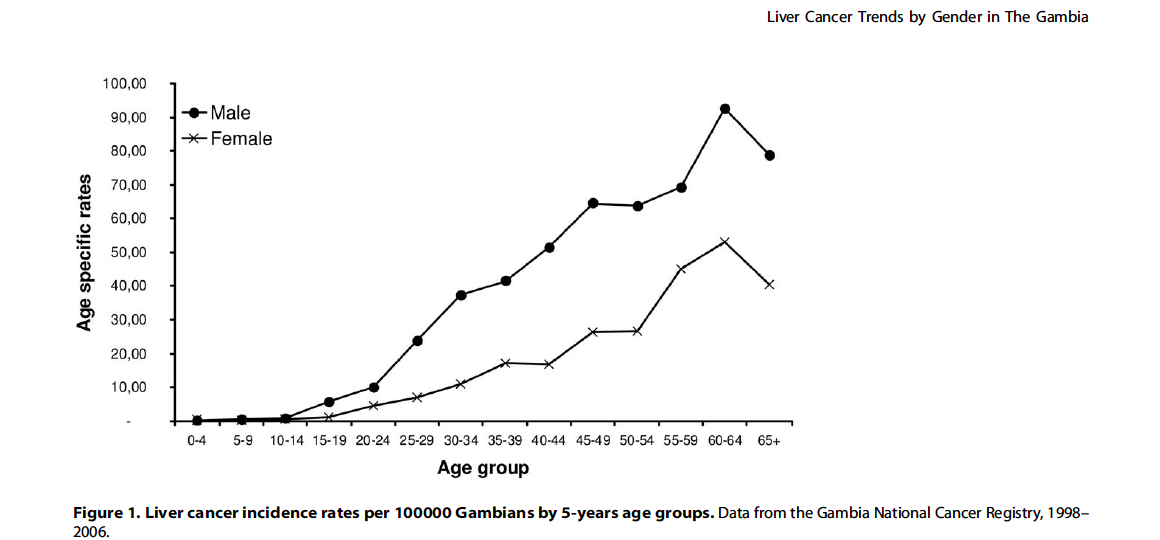 Liver Cancer Trends by Gender in The Gambia
100,00
90,00
80,00
70,00
60,00
50,00
40,00
30,00
20,00
10,00
-
Male
Female
Age specific rates
0-4 5-9 10-14 15-19 20-24 25-29 30-34 35-39 40-44 45-49 50-54 55-59 60-64 65+
Age group
Figure 1. Liver cancer incidence rates per 100000 Gambians by 5-years age groups. Data from the Gambia National Cancer Registry, 1998–
2006.